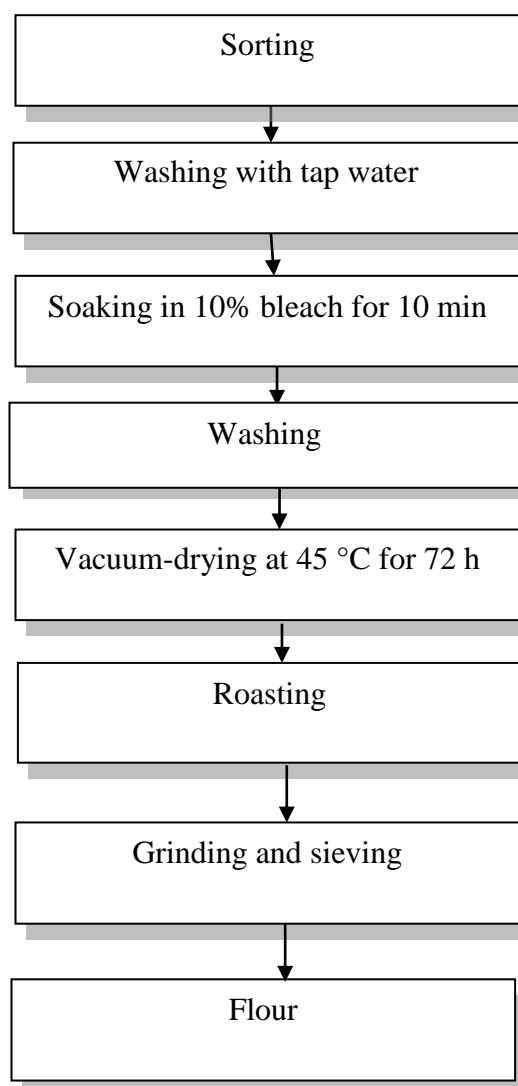 Sorting
Washing with tap water
Soaking in 10% bleach for 10 min
Washing
Vacuum-drying at 45 °C for 72 h
Roasting
Grinding and sieving
Flour